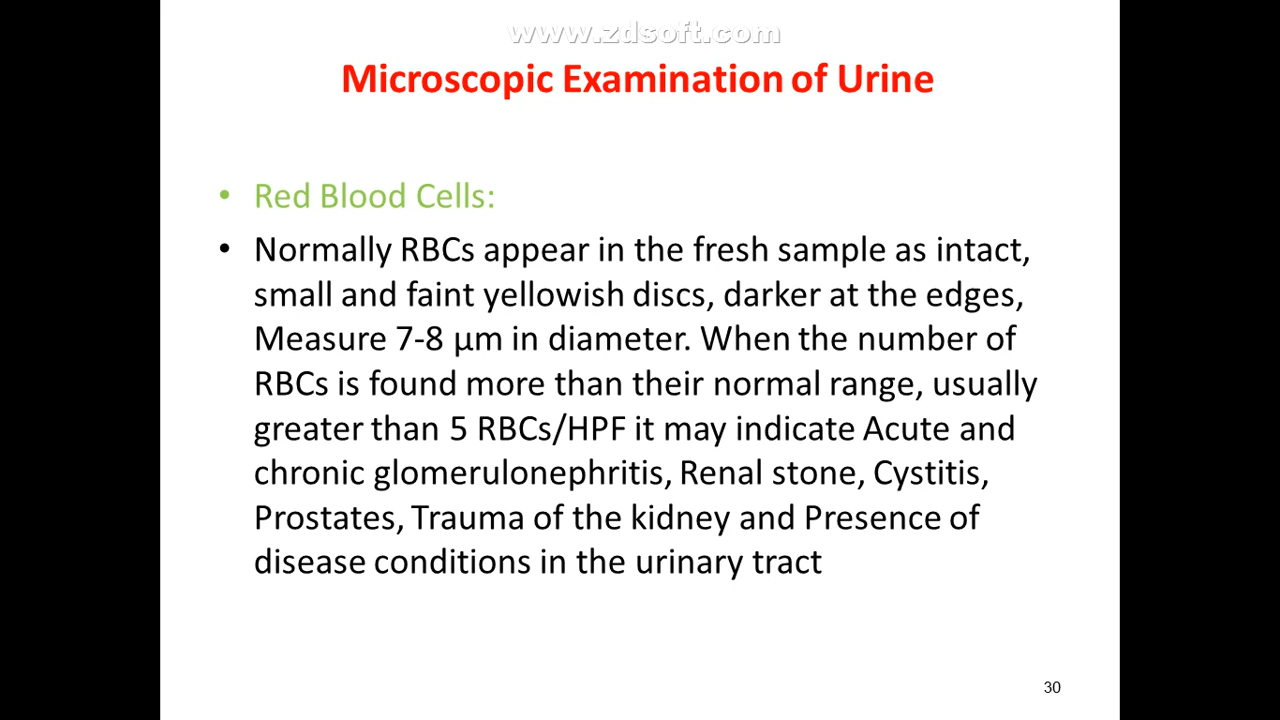 www.zdsoft.com
Microscopic Examination of Urine
• Red Blood Cells:
• Normally RBCs appear in the fresh sample as intact,
small and faint yellowish discs, darker at the edges,
Measure 7-8 µm in diameter. When the number of
RBCs is found more than their normal range, usually
greater than 5 RBCs/HPF it may indicate Acute and
chronic glomerulonephritis, Renal stone, Cystitis,
Prostates, Trauma of the kidney and Presence of
disease conditions in the urinary tract
30